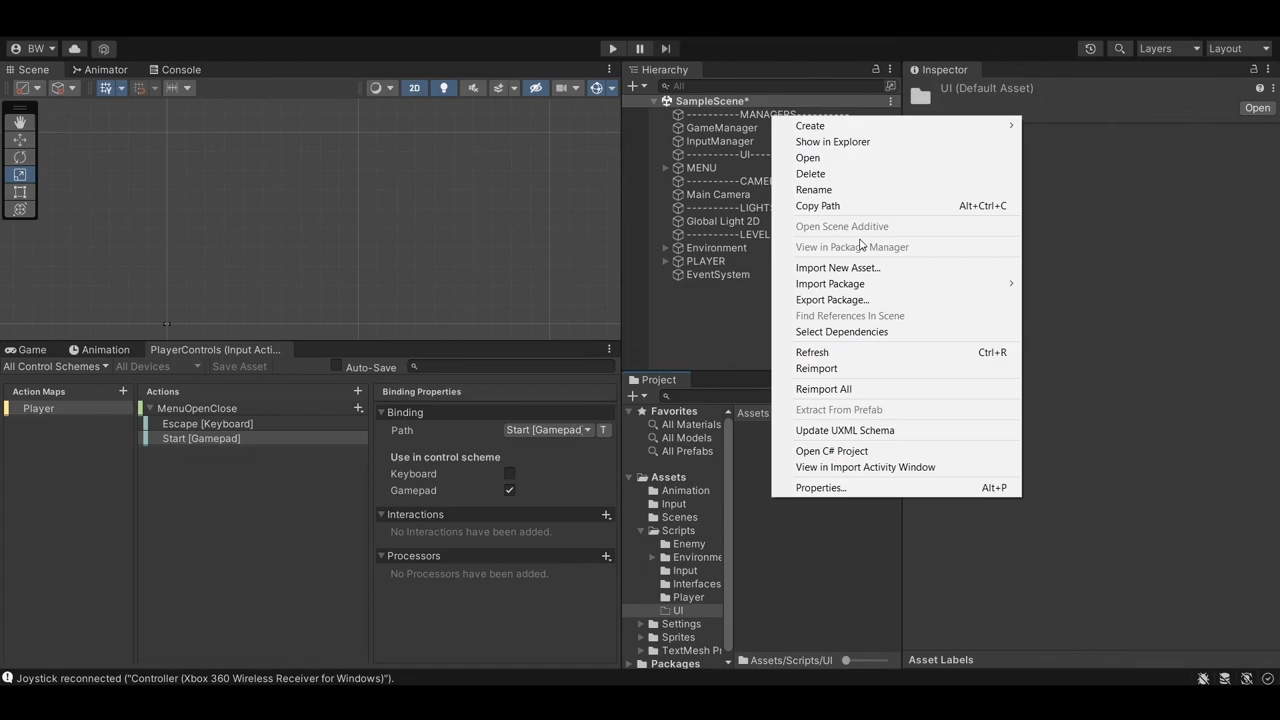 BW
Layers
Layout
Scene
Animator
Console
Hierarchy
Inspector
2D
All
UI (Default Asset)
Open
SampleScene*
----------MANAGERS----------
GameManager
InputManager
----------UI----
MENU
----------CAME
Main Camera
----------LIGHT
Global Light 2D
----------LEVEL
Environment
PLAYER
EventSystem
Create
Show in Explorer
Open
Delete
Rename
Copy Path Alt+Ctrl+C
Open Scene Additive
View in Package Manager
Import New Asset...
Import Package
Export Package...
Find References In Scene
Select Dependencies
Refresh Ctrl+R
Reimport
Reimport All
Extract From Prefab
Update UXML Schema
Open C# Project
View in Import Activity Window
Properties... Alt+P
Game
Animation
PlayerControls (Input Acti...
All Control Schemes
All Devices
Save Asset
Auto-Save
Action Maps
Actions
Binding Properties
Player
MenuOpenClose
Escape [Keyboard]
Start [Gamepad]
Binding
Path
Start [Gamepad]
T
Use in control scheme
Keyboard
Gamepad
Interactions
No Interactions have been added.
Processors
No Processors have been added.
Project
Favorites
All Materials
All Models
All Prefabs
Assets
Animation
Input
Scenes
Scripts
Enemy
Environme
Input
Interfaces
Player
UI
Settings
Sprites
TextMesh Pr
Packages
Assets
Assets/Scripts/UI
Asset Labels
Joystick reconnected ("Controller (Xbox 360 Wireless Receiver for Windows)").